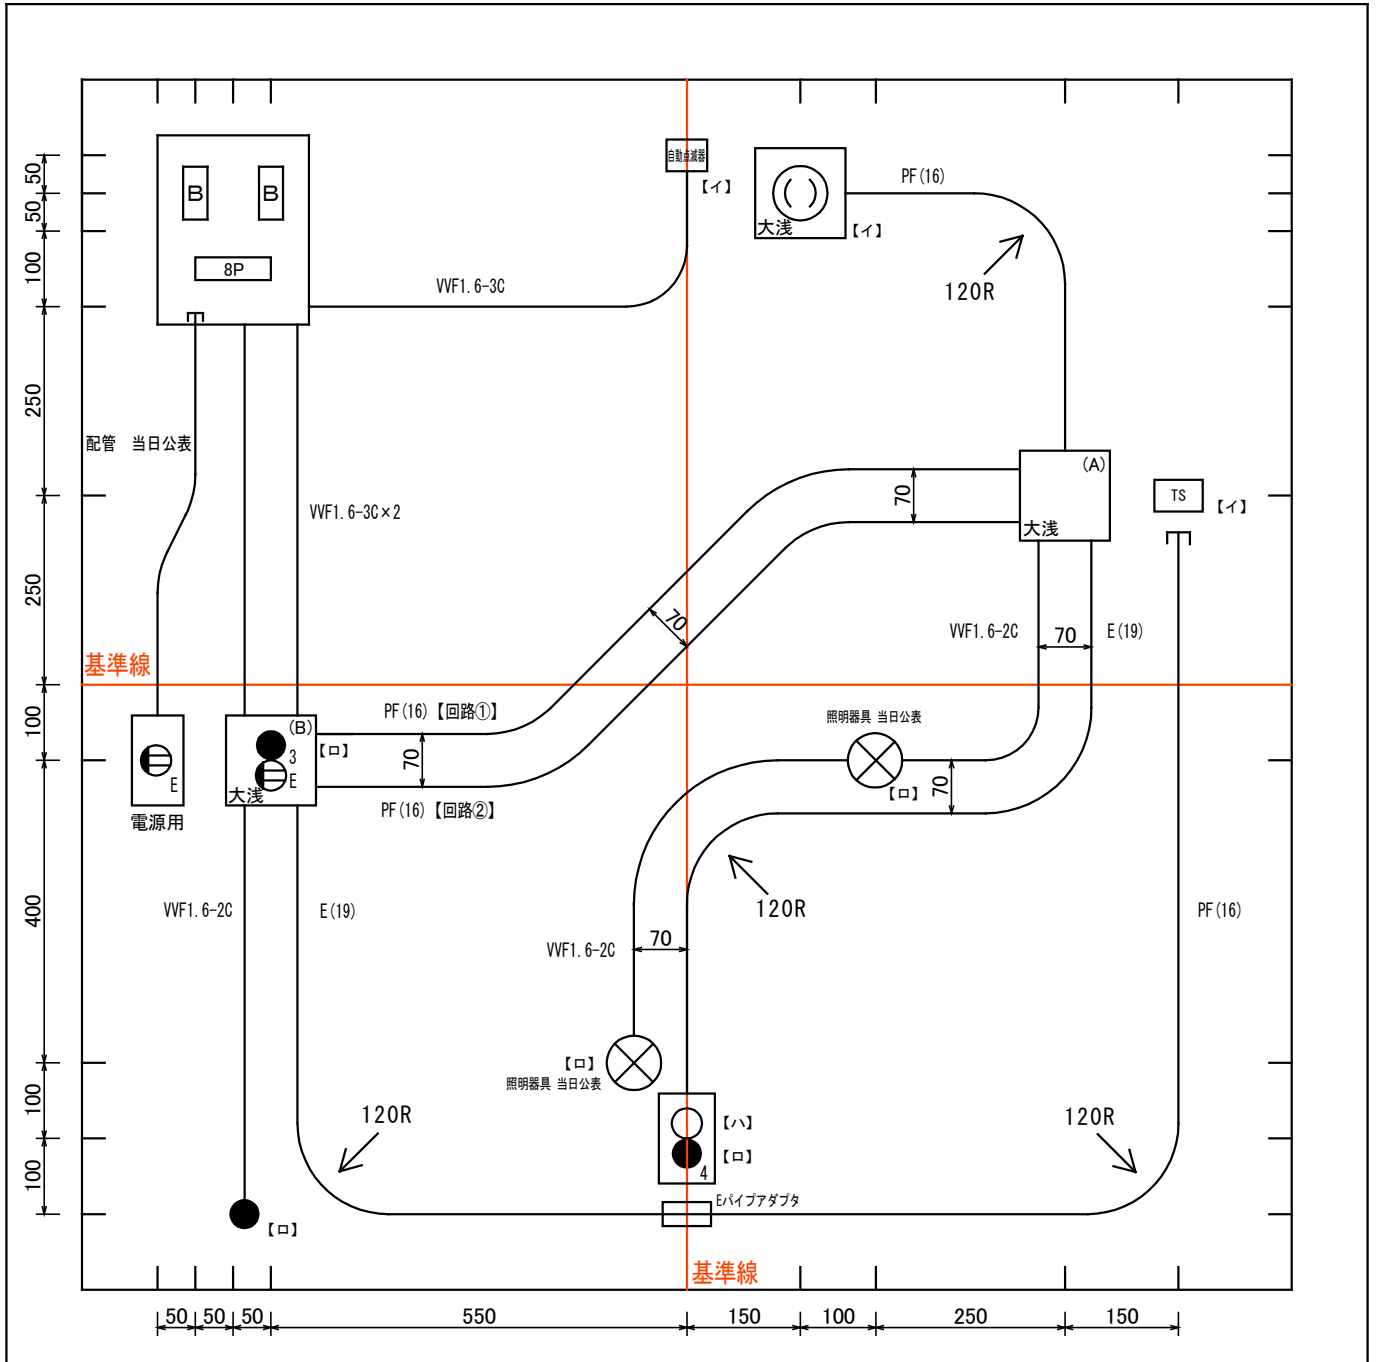 自動点滅器
【イ】
PF(16)
50
B
B
大浅
【イ】
50
100
8P
VVF1.6-3C
120R
250
配管　当日公表
(A)
70
TS
【イ】
VVF1.6-3C×2
大浅
250
70
VVF1.6-2C
70
E(19)
基準線
PF(16)【回路①】
照明器具 当日公表
100
(B)
【ロ】
3
70
E
E
大浅
【ロ】
70
電源用
PF(16)【回路②】
400
VVF1.6-2C
E(19)
120R
PF(16)
VVF1.6-2C
70
【ロ】
照明器具 当日公表
100
120R
【ハ】
120R
【ロ】
4
100
Eパイプアダプタ
【ロ】
基準線
50
50
50
550
150
100
250
150